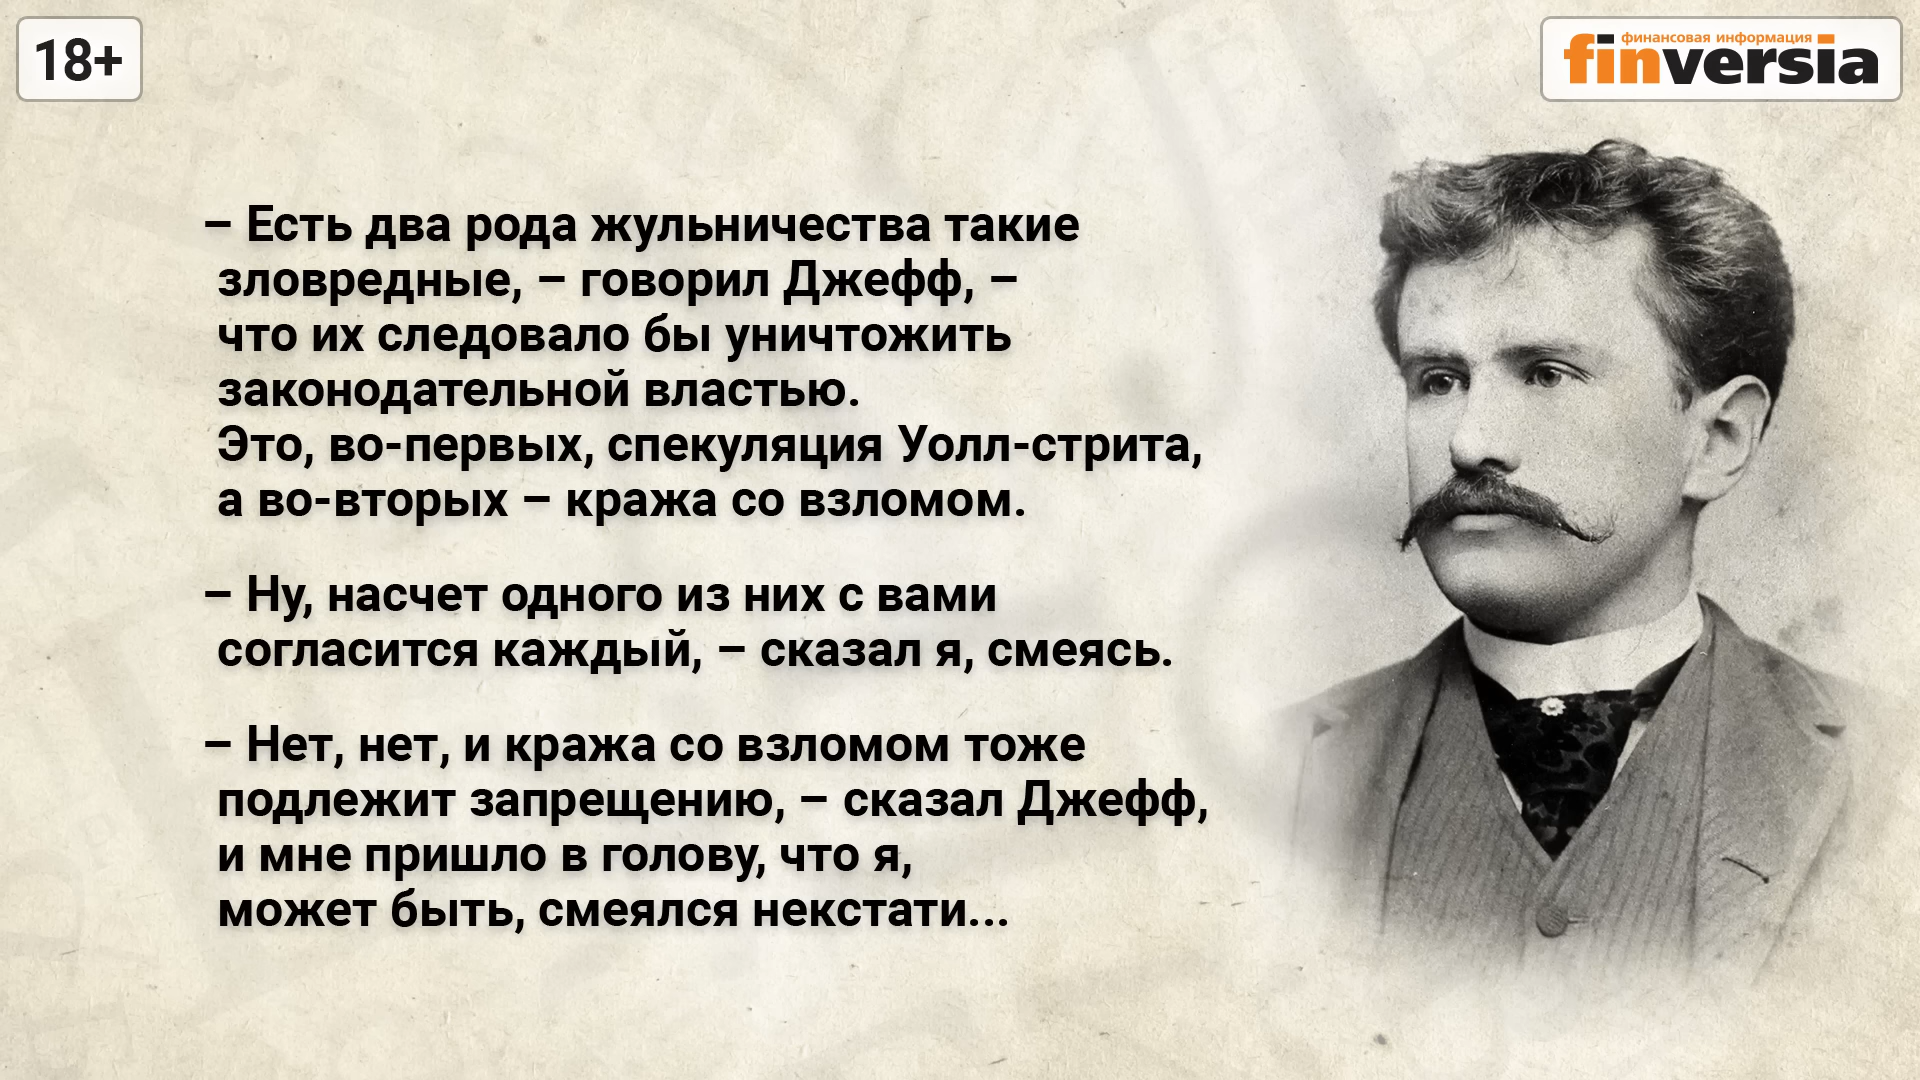 18+
финансовая информация
finversia
– Есть два рода жульничества такие
зловредные, – говорил Джефф, –
что их следовало бы уничтожить
законодательной властью.
Это, во-первых, спекуляция Уолл-стрита,
а во-вторых – кража со взломом.
– Ну, насчет одного из них с вами
согласится каждый, – сказал я, смеясь.
– Нет, нет, и кража со взломом тоже
подлежит запрещению, – сказал Джефф,
и мне пришло в голову, что я,
может быть, смеялся некстати...